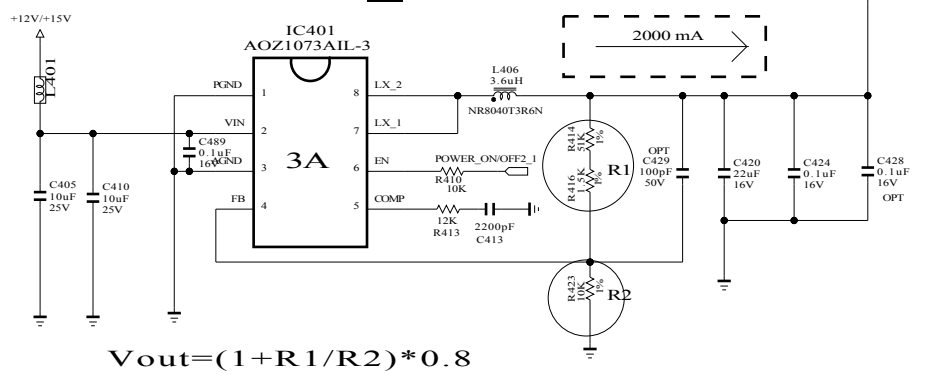 +12V/+15V
L401
IC401
AOZ1073AIL-3
3A
PGND
1
VIN
2
AGND
3
FB
4
8
LX_2
7
LX_1
6
EN
5
COMP
C489
0.1uF
16V
C405
10uF
25V
C410
10uF
25V
POWER_ON/OFF2_1
R410
10K
12K
R413
2200pF
C413
L406
3.6uH
NR8040T3R6N
2000 mA
R414
51K
1%
R416
1.5K
1%
R1
OPT
C429
100pF
50V
C420
22uF
16V
C424
0.1uF
16V
C428
0.1uF
16V
OPT
R423
10K
1%
R2
Vout=(1+R1/R2)*0.8